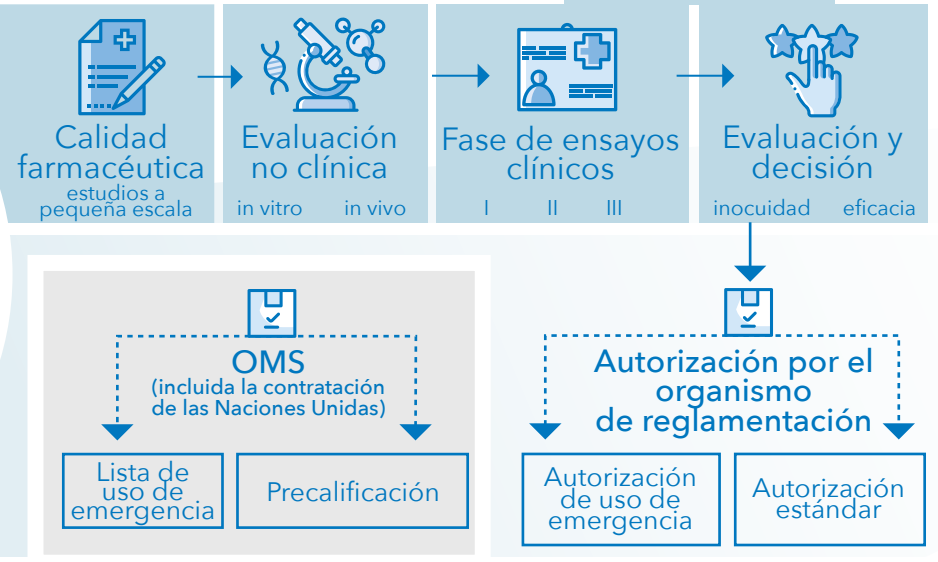 Calidad
farmacéutica
estudios a
pequeña escala
Evaluación
no clínica
in vitro in vivo
Fase de ensayos
clínicos
I II III
Evaluación y
decisión
inocuidad eficacia
OMS
(incluida la contratación
de las Naciones Unidas)
Lista de
uso de
emergencia
Precalificación
Autorización por el
organismo
de reglamentación
Autorización
de uso de
emergencia
Autorización
estándar